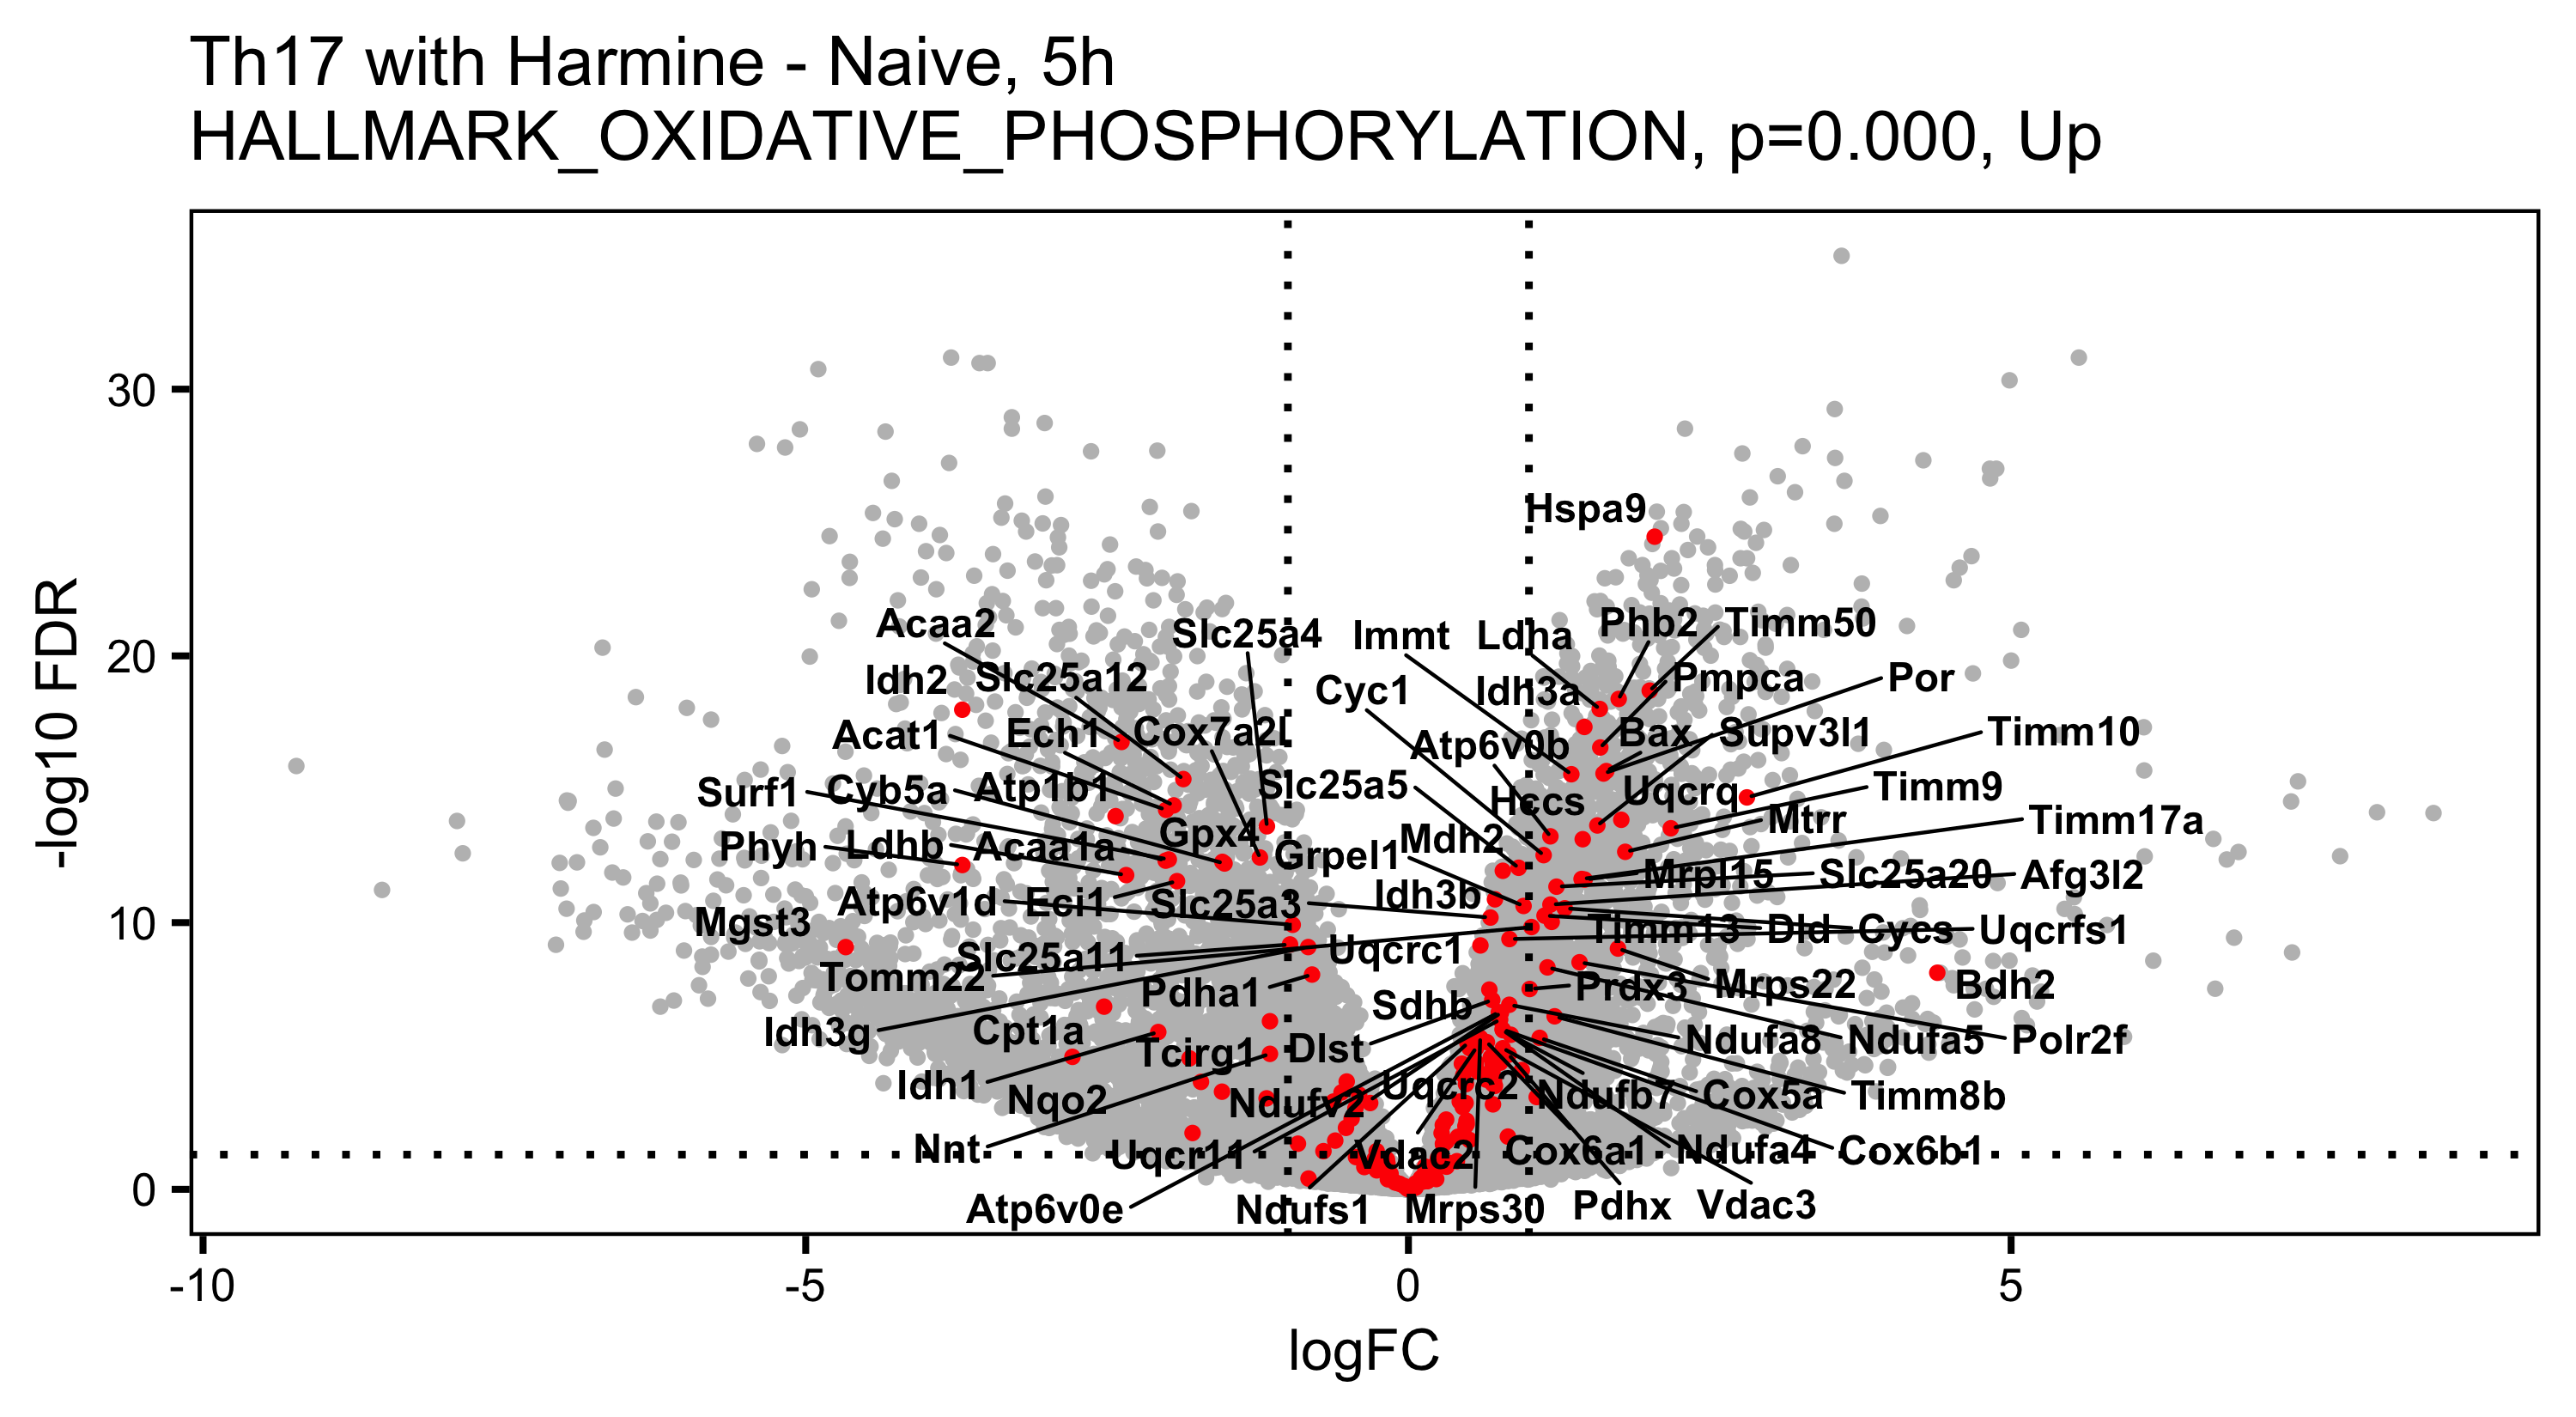 Th17 with Harmine - Naive, 5h
HALLMARK_OXIDATIVE_PHOSPHORYLATION, p=0.000, Up
-log10 FDR
30
20
10
0
Hspa9
Acaa2
Slc25a4
Immt
Ldha
Phb2
Timm50
Idh2
Slc25a12
Cyc1
Idh3a
Pmpca
Por
Acat1
Ech1
Cox7a2l
Atp6v0b
Bax
Supv3l1
Timm10
Surf1
Cyb5a
Atp1b1
Slc25a5
Hccs
Uqcrq
Timm9
Phyh
Ldhb
Acaa1a
Gpx4
Grpel1
Mdh2
Mtrr
Timm17a
Mgst3
Atp6v1d
Eci1
Slc25a3
Idh3b
Mrpl15
Slc25a20
Afg3l2
Slc25a11
Uqcrc1
Timm13
Dld
Cycs
Uqcrfs1
Tomm22
Pdha1
Sdhb
Prdx3
Mrps22
Bdh2
Idh3g
Cpt1a
Tcirg1
Dlst
Ndufa8
Ndufa5
Polr2f
Idh1
Nqo2
Ndufv2
Uqcrc2
Ndufb7
Cox5a
Timm8b
Nnt
Uqcr11
Vdac2
Cox6a1
Ndufa4
Cox6b1
Atp6v0e
Ndufs1
Mrps30
Pdhx
Vdac3
-10
-5
0
5
logFC